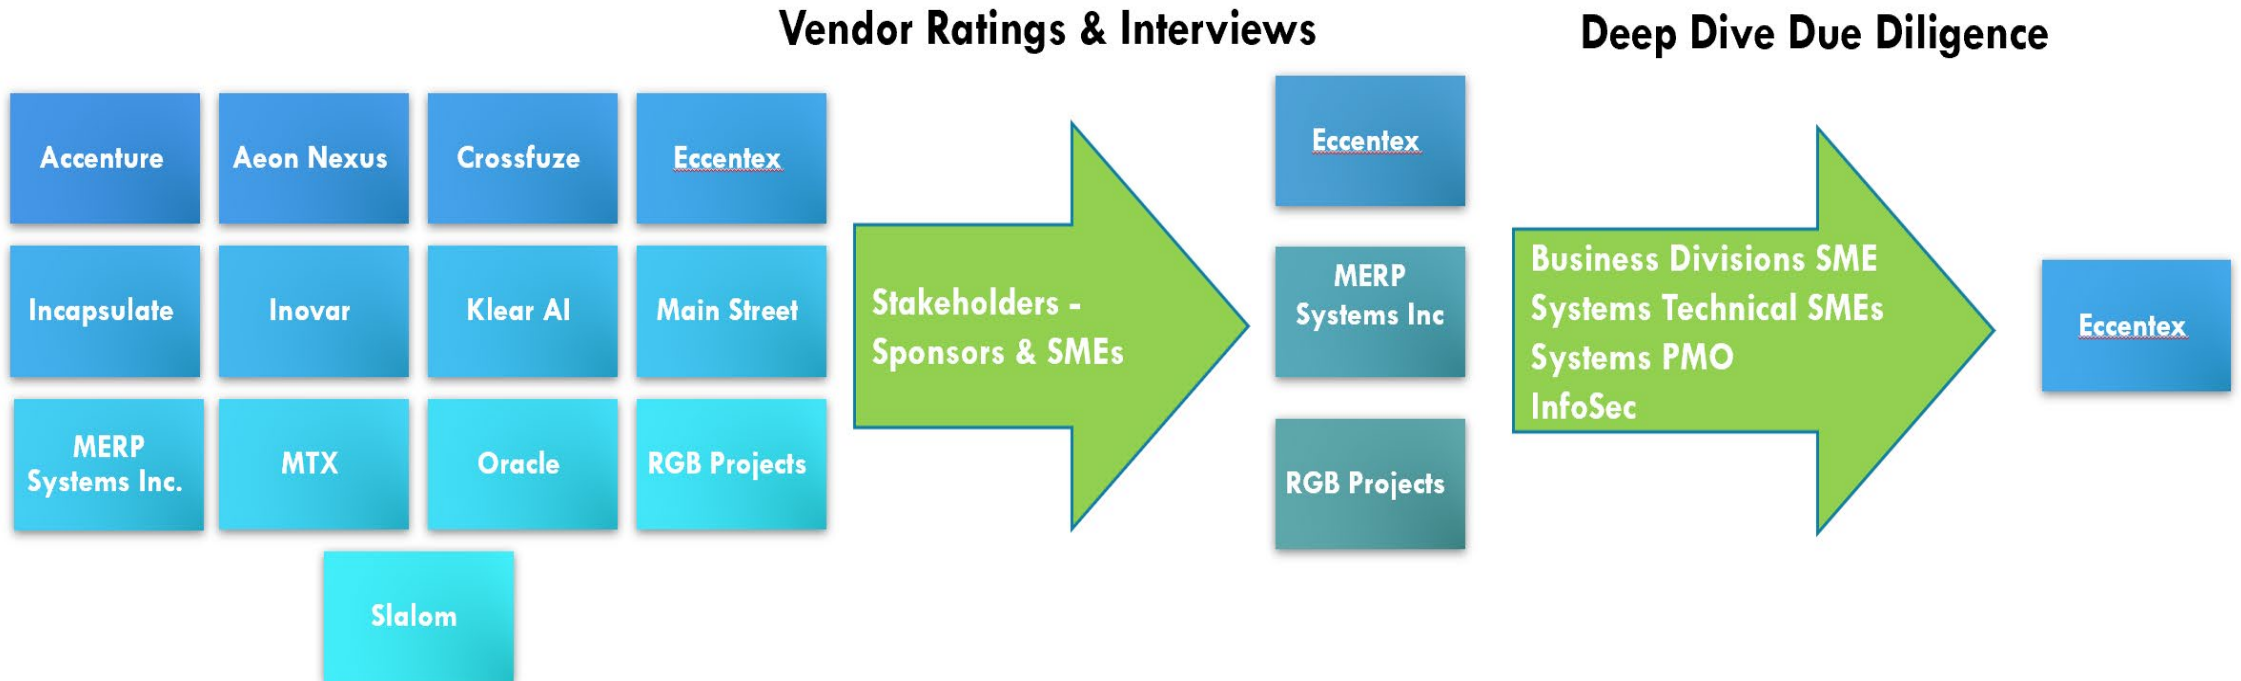 Vendor Ratings & Interviews
Deep Dive Due Diligence
Accenture
Aeon Nexus
Crossfuze
Eccentex
Incapsulate
Inovar
Klear AI
Main Street
MERP
Systems Inc.
MTX
Oracle
RGB Projects
Slalom
Stakeholders -
Sponsors & SMEs
Eccentex
MERP
Systems Inc
RGB Projects
Business Divisions SME
Systems Technical SMEs
Systems PMO
InfoSec
Eccentex